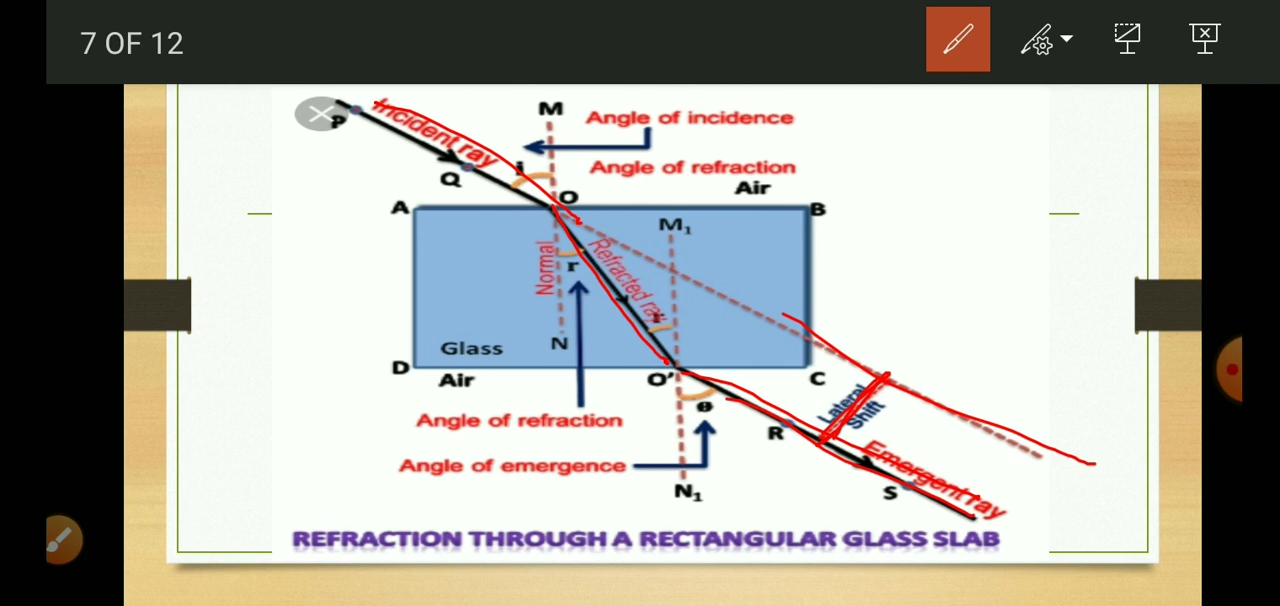 7 OF 12
P
Incident ray
M
Angle of incidence
i
Angle of refraction
Q
Air
O
A
B
M₁
Normal
r
Refracted ray
i
N
Glass
D
Air
O'
C
θ
Lateral
Shift
Angle of refraction
R
Emergent ray
Angle of emergence
S
N₁
REFRACTION THROUGH A RECTANGULAR GLASS SLAB